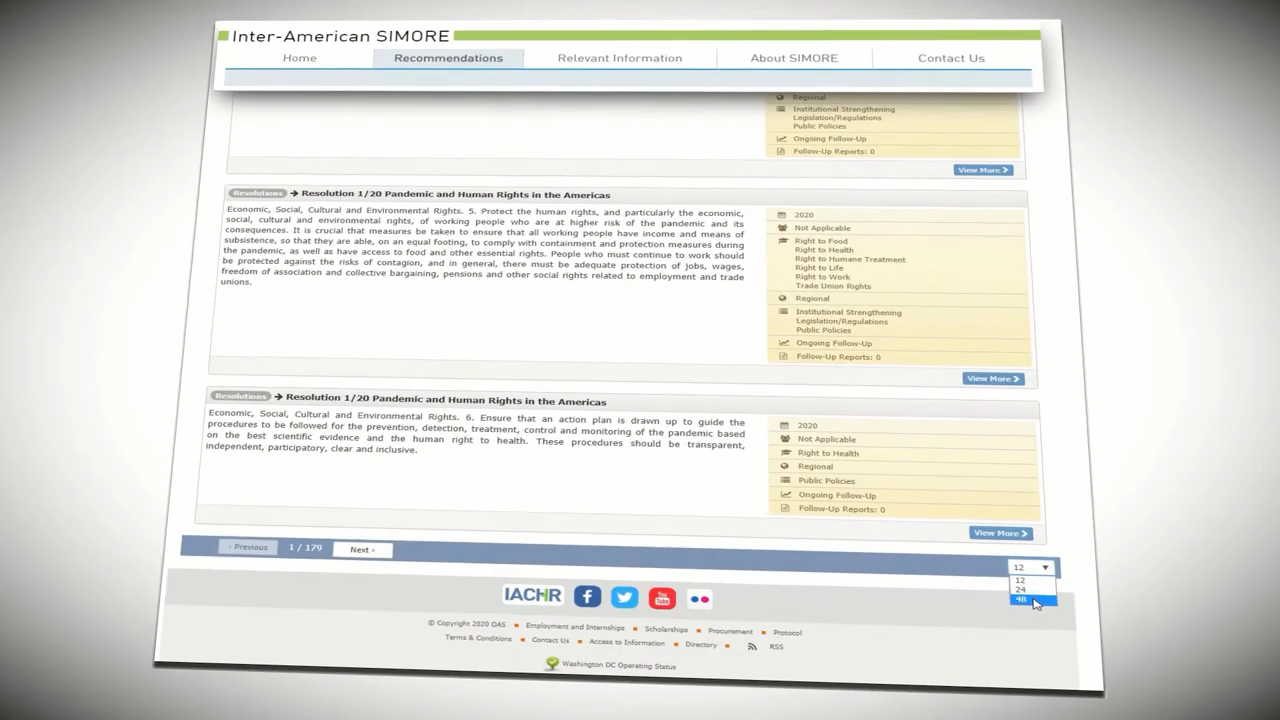 Inter-American SIMORE
Home Recommendations Relevant Information About SIMORE Contact Us
Regional
Institutional Strengthening
Legislation/Regulations
Public Policies
Ongoing Follow-Up
Follow-Up Reports: 0
View More
Resolutions → Resolution 1/20 Pandemic and Human Rights in the Americas
Economic, Social, Cultural and Environmental Rights. 5. Protect the human rights, and particularly the economic,
social, cultural and environmental rights, of working people who are at higher risk of the pandemic and its
consequences. It is crucial that measures be taken to ensure that all working people have income and means of
subsistence, so that they are able, on an equal footing, to comply with containment and protection measures during
the pandemic, as well as have access to food and other essential rights. People who must continue to work should
be protected against the risks of contagion, and in general, there must be adequate protection of jobs, wages,
freedom of association and collective bargaining, pensions and other social rights related to employment and trade
unions.
2020
Not Applicable
Right to Food
Right to Health
Right to Humane Treatment
Right to Life
Right to Work
Trade Union Rights
Regional
Institutional Strengthening
Legislation/Regulations
Public Policies
Ongoing Follow-Up
Follow-Up Reports: 0
View More
Resolutions → Resolution 1/20 Pandemic and Human Rights in the Americas
Economic, Social, Cultural and Environmental Rights. 6. Ensure that an action plan is drawn up to guide the
procedures to be followed for the prevention, detection, treatment, control and monitoring of the pandemic based
on the best scientific evidence and the human right to health. These procedures should be transparent,
independent, participatory, clear and inclusive.
2020
Not Applicable
Right to Health
Regional
Public Policies
Ongoing Follow-Up
Follow-Up Reports: 0
View More
‹ Previous 1 / 179 Next ›
12
12
24
48
IACHR
You Tube
© Copyright 2020 OAS Employment and Internships Scholarships Procurement Protocol
Terms & Conditions Contact Us Access to Information Directory RSS
Washington DC Operating Status